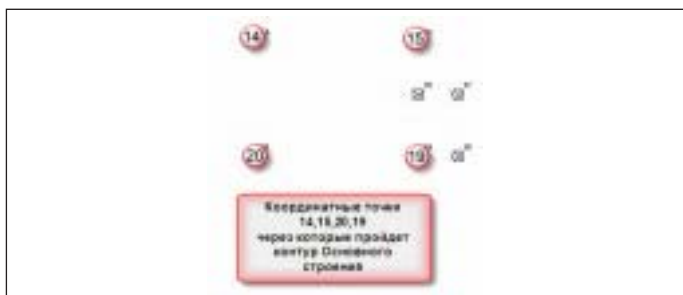 14 15
20 19
Координатные точки
14,15,20,19
через которые пройдет
контур Основного
строения